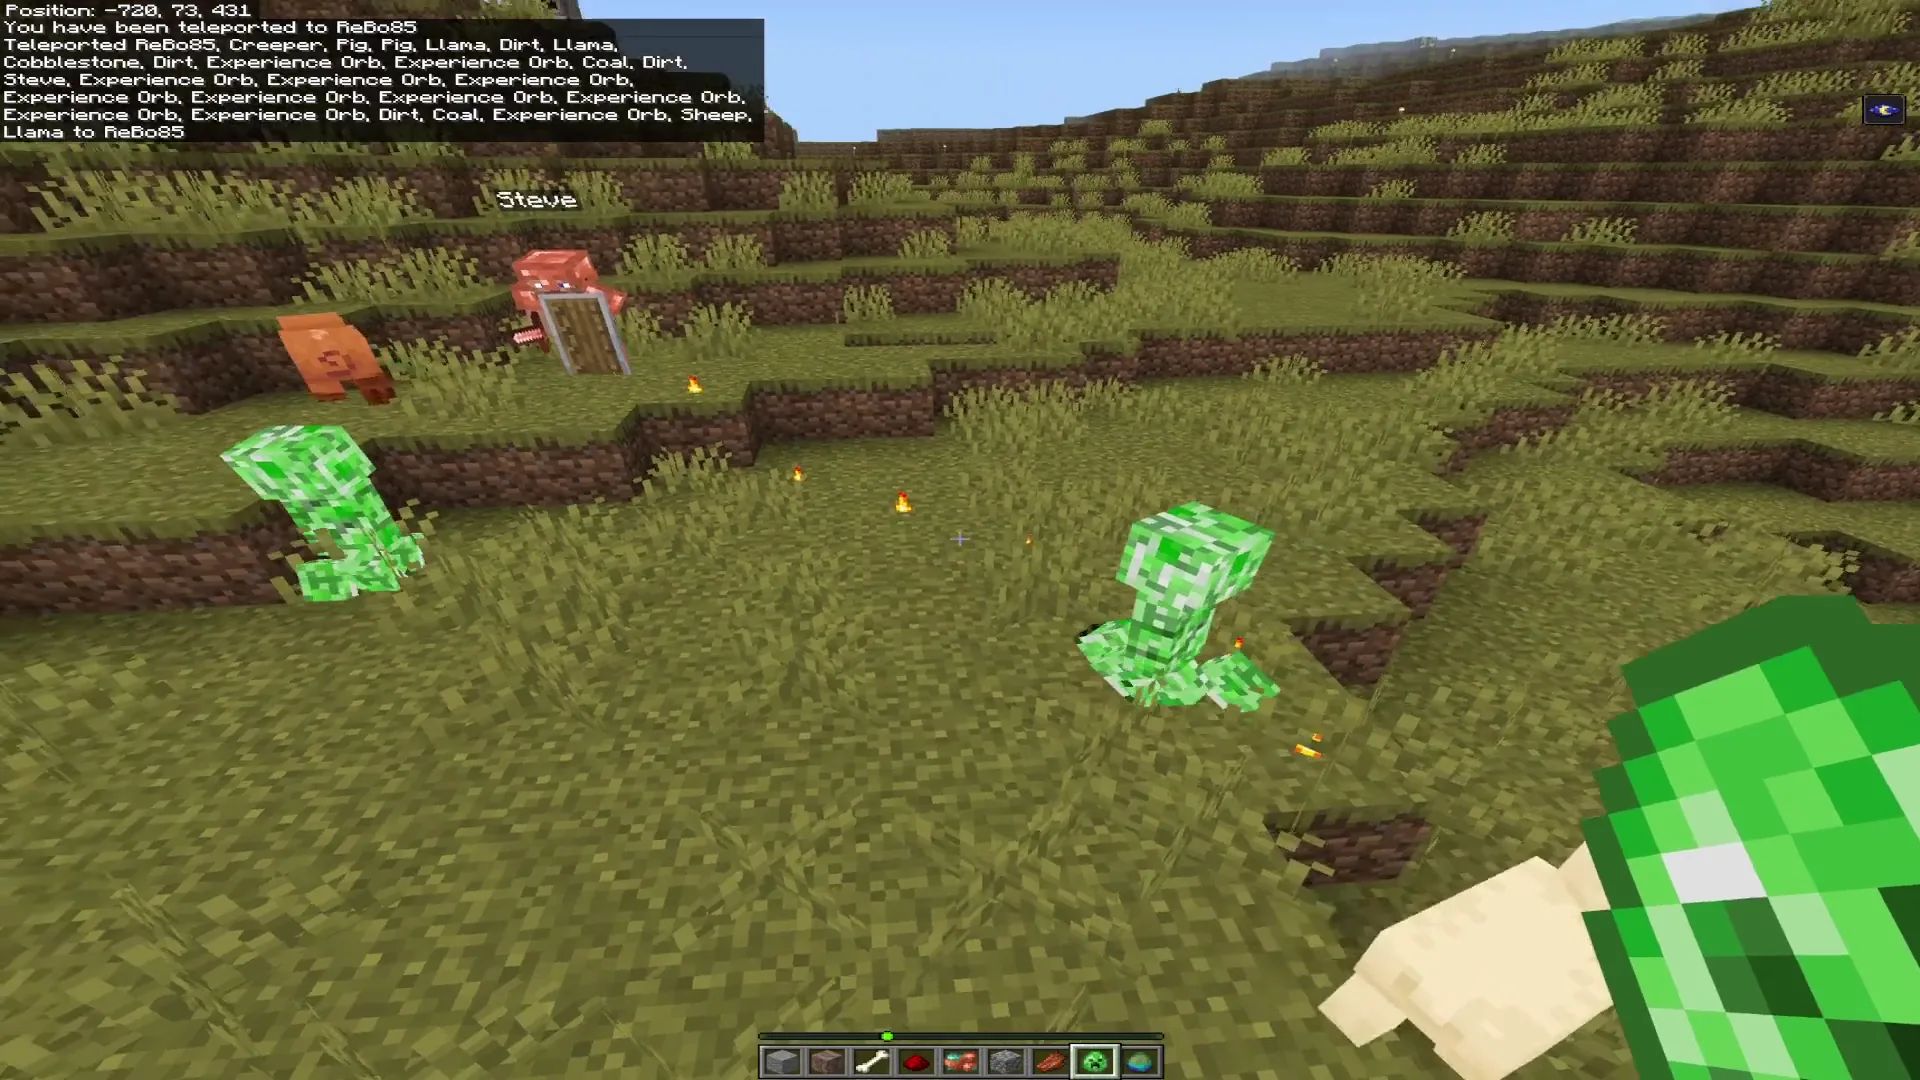 Position: -720, 73, 431
You have been teleported to ReBo85
Teleported ReBo85, Creeper, Pig, Pig, Llama, Dirt, Llama,
Cobblestone, Dirt, Experience Orb, Experience Orb, Coal, Dirt,
Steve, Experience Orb, Experience Orb, Experience Orb,
Experience Orb, Experience Orb, Experience Orb, Experience Orb,
Experience Orb, Experience Orb, Dirt, Coal, Experience Orb, Sheep,
Llama to ReBo85
Steve